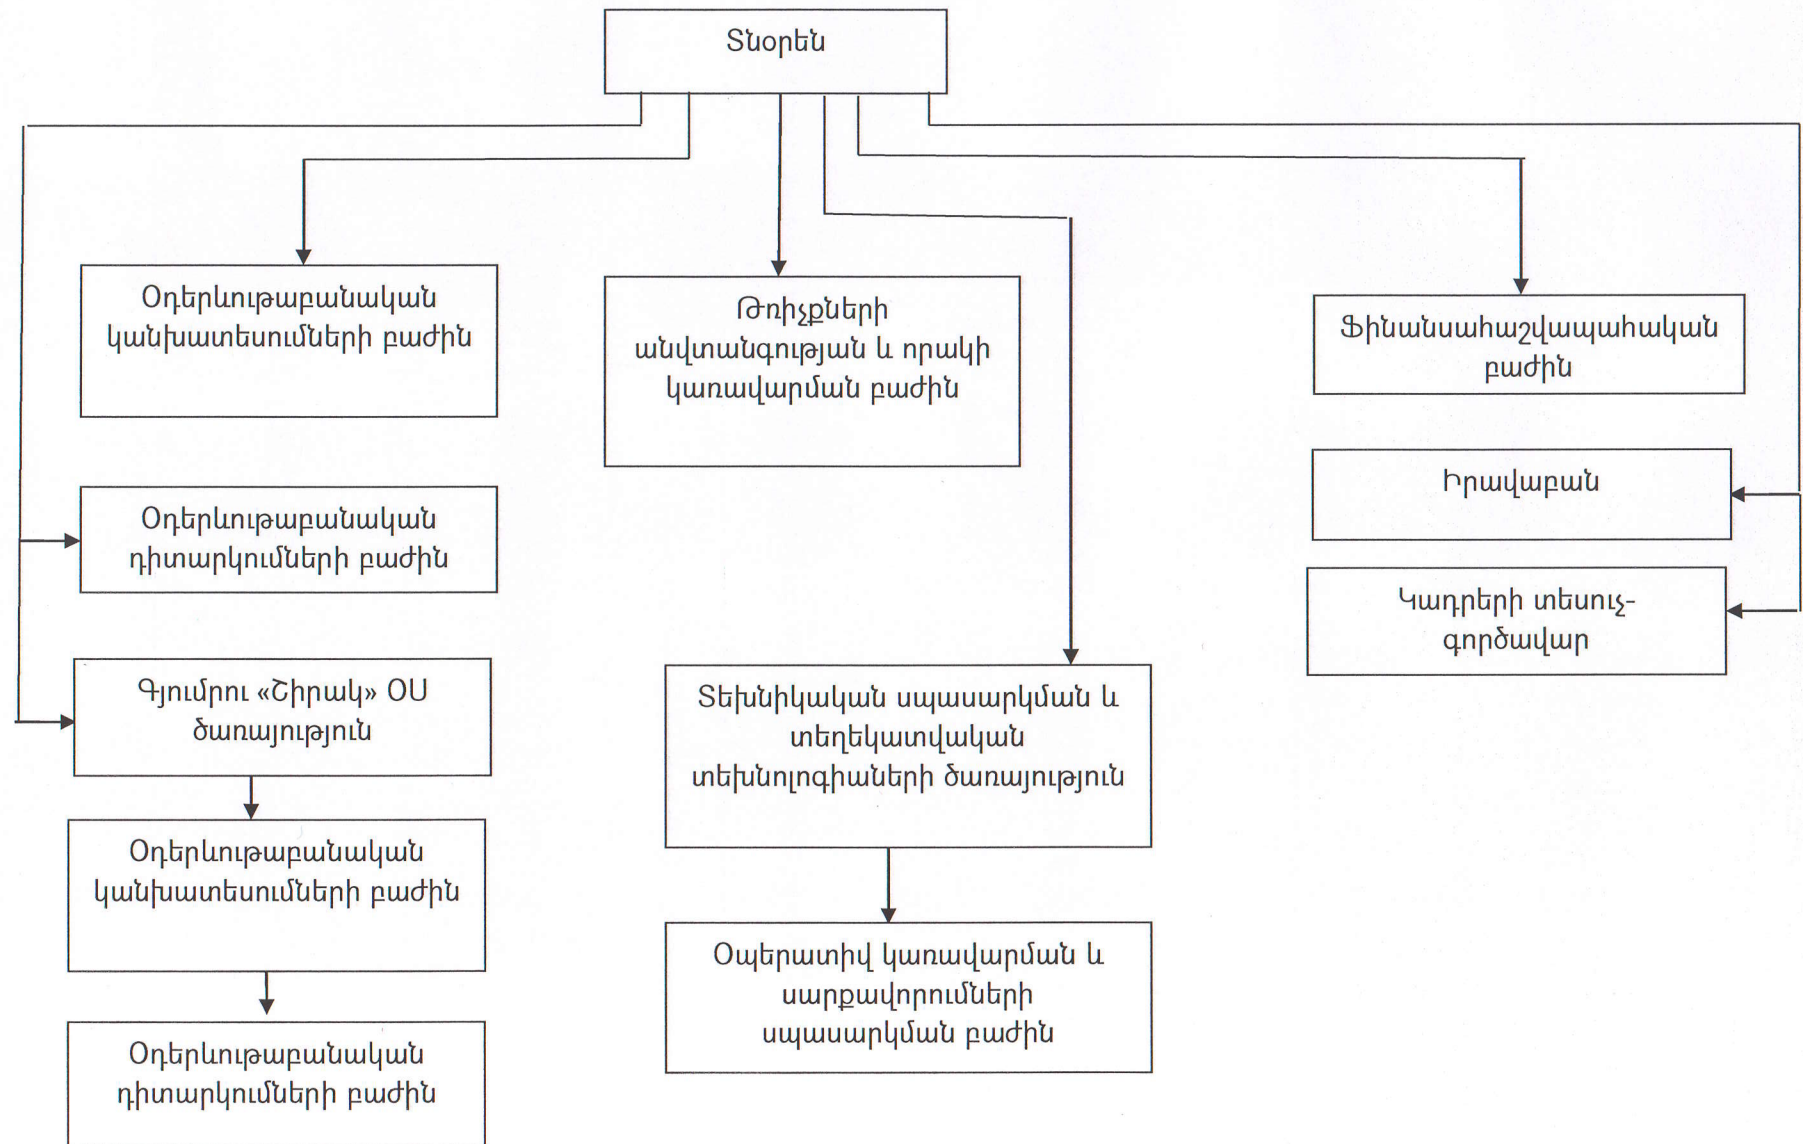 Տնօրեն
Օդերևութաբանական
կանխատեսումների բաժին
Թռիչքների
անվտանգության և որակի
կառավարման բաժին
Ֆինանսահաշվապահական
բաժին
Իրավաբան
Օդերևութաբանական
դիտարկումների բաժին
Կադրերի տեսուչ-
գործավար
Գյումրու «Շիրակ» ՕՍ
ծառայություն
Տեխնիկական սպասարկման և
տեղեկատվական
տեխնոլոգիաների ծառայություն
Օդերևութաբանական
կանխատեսումների բաժին
Օպերատիվ կառավարման և
սարքավորումների
սպասարկման բաժին
Օդերևութաբանական
դիտարկումների բաժին